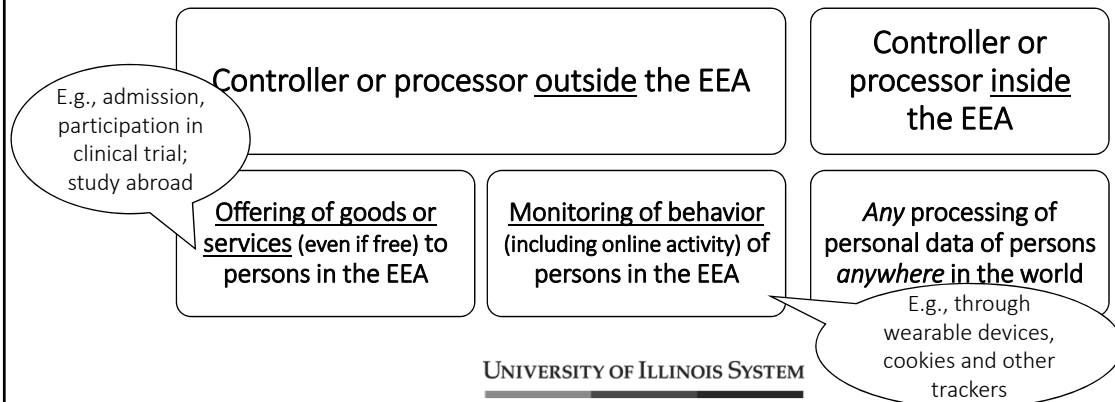 Controller or processor outside the EEA
Controller or
processor inside
the EEA
E.g., admission,
participation in
clinical trial;
study abroad
Offering of goods or
services (even if free) to
persons in the EEA
Monitoring of behavior
(including online activity) of
persons in the EEA
Any processing of
personal data of persons
anywhere in the world
E.g., through
wearable devices,
cookies and other
trackers
UNIVERSITY OF ILLINOIS SYSTEM